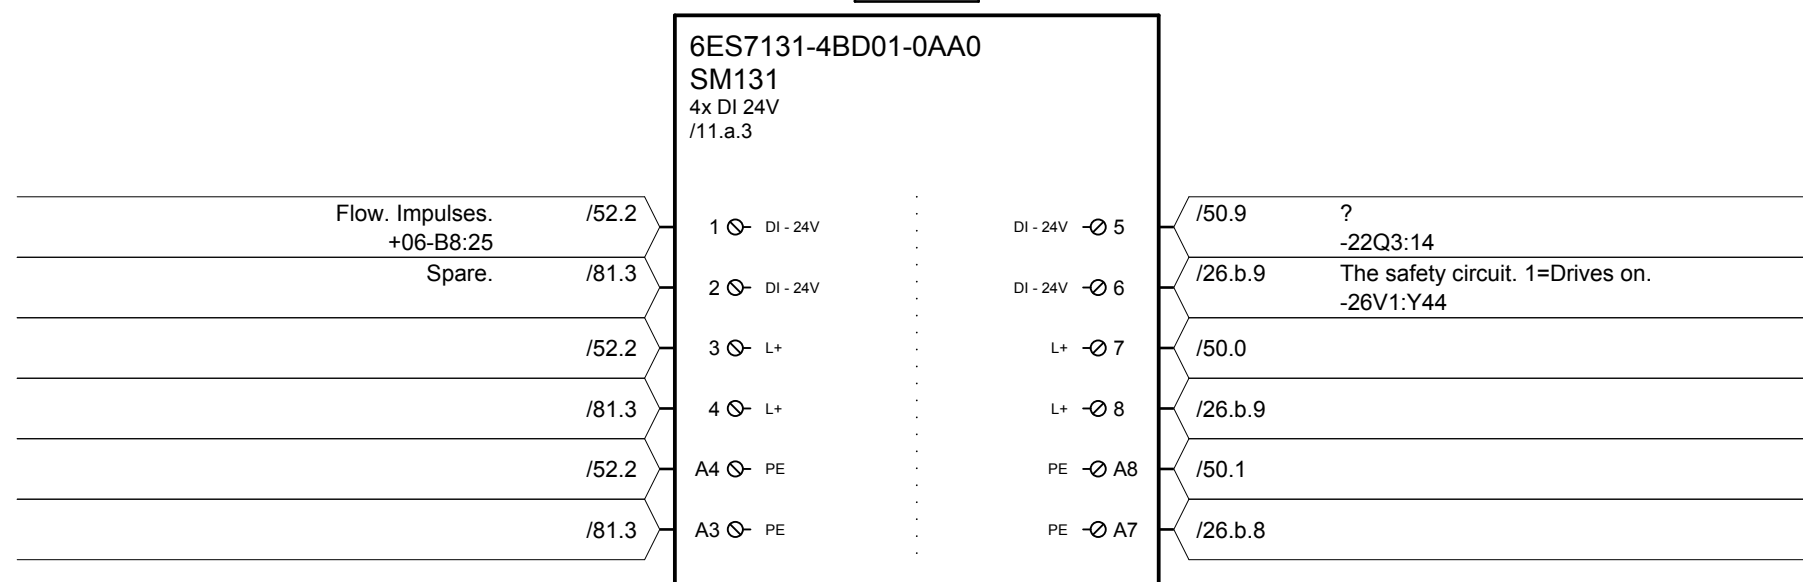 6ES7131-4BD01-0AA0
SM131
4x DI 24V
/11.a.3
Flow. Impulses. /52.2 1 DI - 24V DI - 24V 5 /50.9 ?
+06-B8:25 -22Q3:14
Spare. /81.3 2 DI - 24V DI - 24V 6 /26.b.9 The safety circuit. 1=Drives on.
-26V1:Y44
/52.2 3 L+ L+ 7 /50.0
/81.3 4 L+ L+ 8 /26.b.9
/52.2 A4 PE PE A8 /50.1
/81.3 A3 PE PE A7 /26.b.8